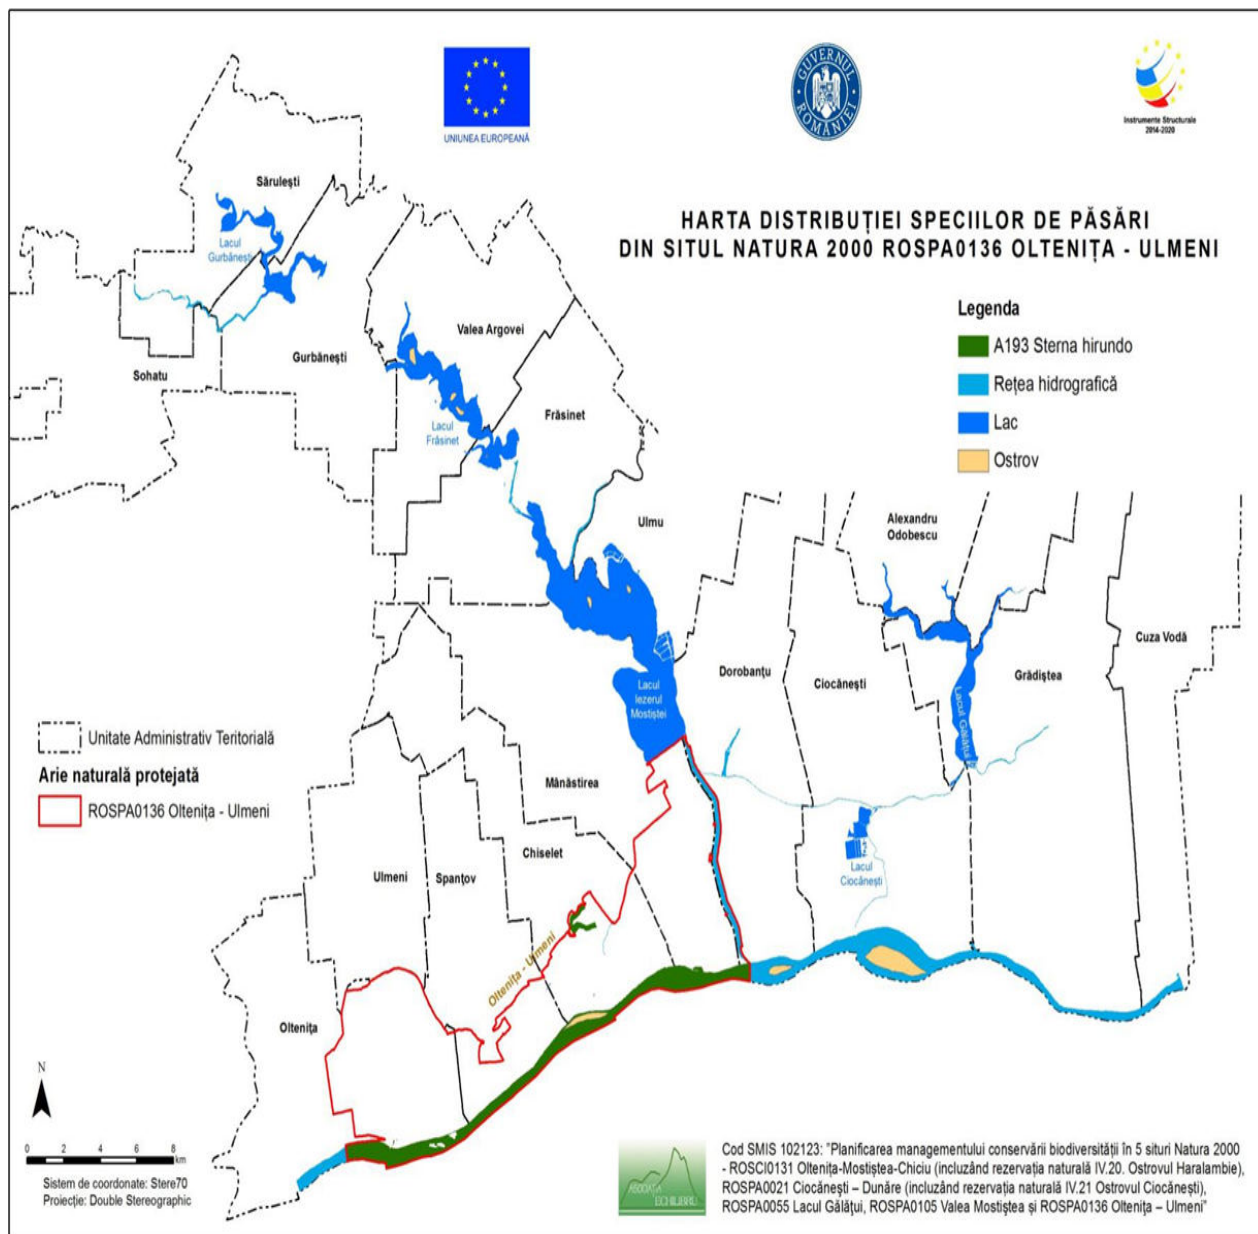 UNIUNEA EUROPEANĂ
GUVERNUL ROMÂNIEI
Instrumente Structurale
2014-2020
HARTA DISTRIBUȚIEI SPECIILOR DE PĂSĂRI
DIN SITUL NATURA 2000 ROSPA0136 OLTENIȚA - ULMENI
Legenda
A193 Sterna hirundo
Rețea hidrografică
Lac
Ostrov
Sărulești
Lacul
Gurbănești
Valea Argovei
Gurbănești
Sohatu
Frăsinet
Lacul
Frăsinet
Ulmu
Alexandru
Odobescu
Cuza Vodă
Dorobanțu
Ciocănești
Grădiștea
Lacul
Iezerul
Mostiștei
Lacul Gălățui
Unitate Administrativ Teritorială
Arie naturală protejată
ROSPA0136 Oltenița - Ulmeni
Mânăstirea
Chiselet
Ulmeni
Spanțov
Lacul
Ciocănești
Oltenița - Ulmeni
Oltenița
N
0 2 4 6 8
km
Sistem de coordonate: Stere70
Proiecție: Double Stereographic
ASOCIAȚIA
ECHILIBRU
Cod SMIS 102123: "Planificarea managementului conservării biodiversității în 5 situri Natura 2000
- ROSCI0131 Oltenița-Mostiștea-Chiciu (incluzând rezervația naturală IV.20. Ostrovul Haralambie),
ROSPA0021 Ciocănești – Dunăre (incluzând rezervația naturală IV.21 Ostrovul Ciocănești),
ROSPA0055 Lacul Gălățui, ROSPA0105 Valea Mostiștea și ROSPA0136 Oltenița – Ulmeni"